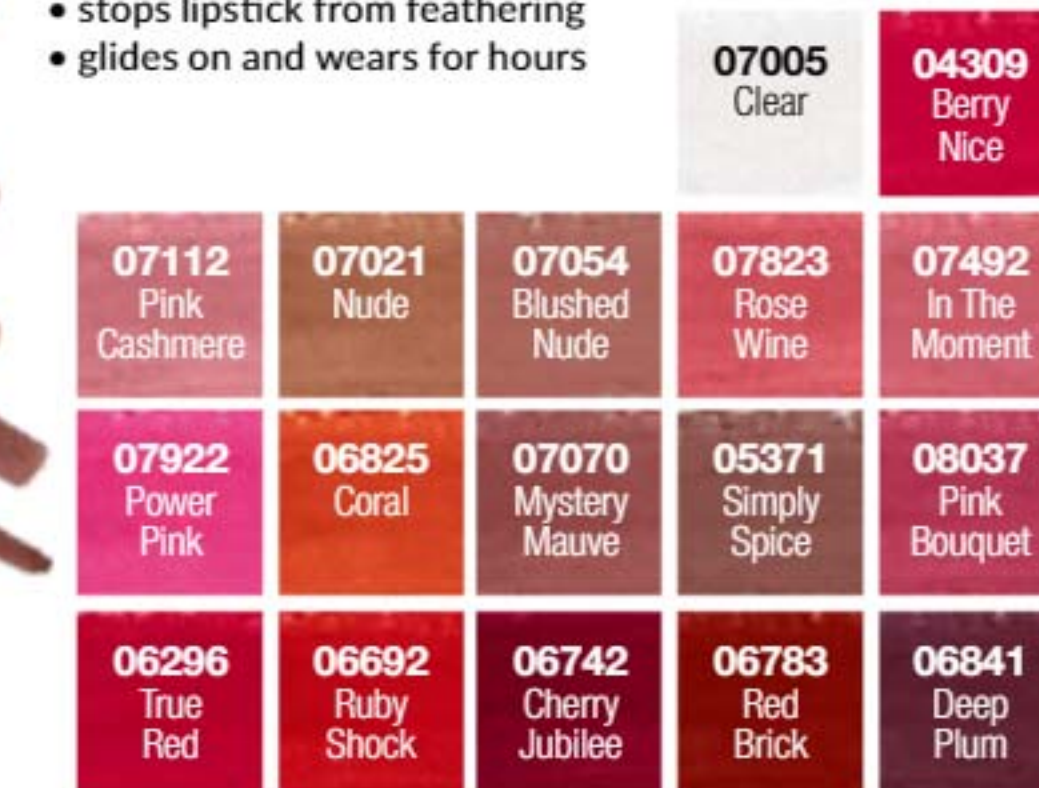 • stops lipstick from feathering
• glides on and wears for hours
07005
Clear
04309
Berry
Nice
07112
Pink
Cashmere
07021
Nude
07054
Blushed
Nude
07823
Rose
Wine
07492
In The
Moment
07922
Power
Pink
06825
Coral
07070
Mystery
Mauve
05371
Simply
Spice
08037
Pink
Bouquet
06296
True
Red
06692
Ruby
Shock
06742
Cherry
Jubilee
06783
Red
Brick
06841
Deep
Plum